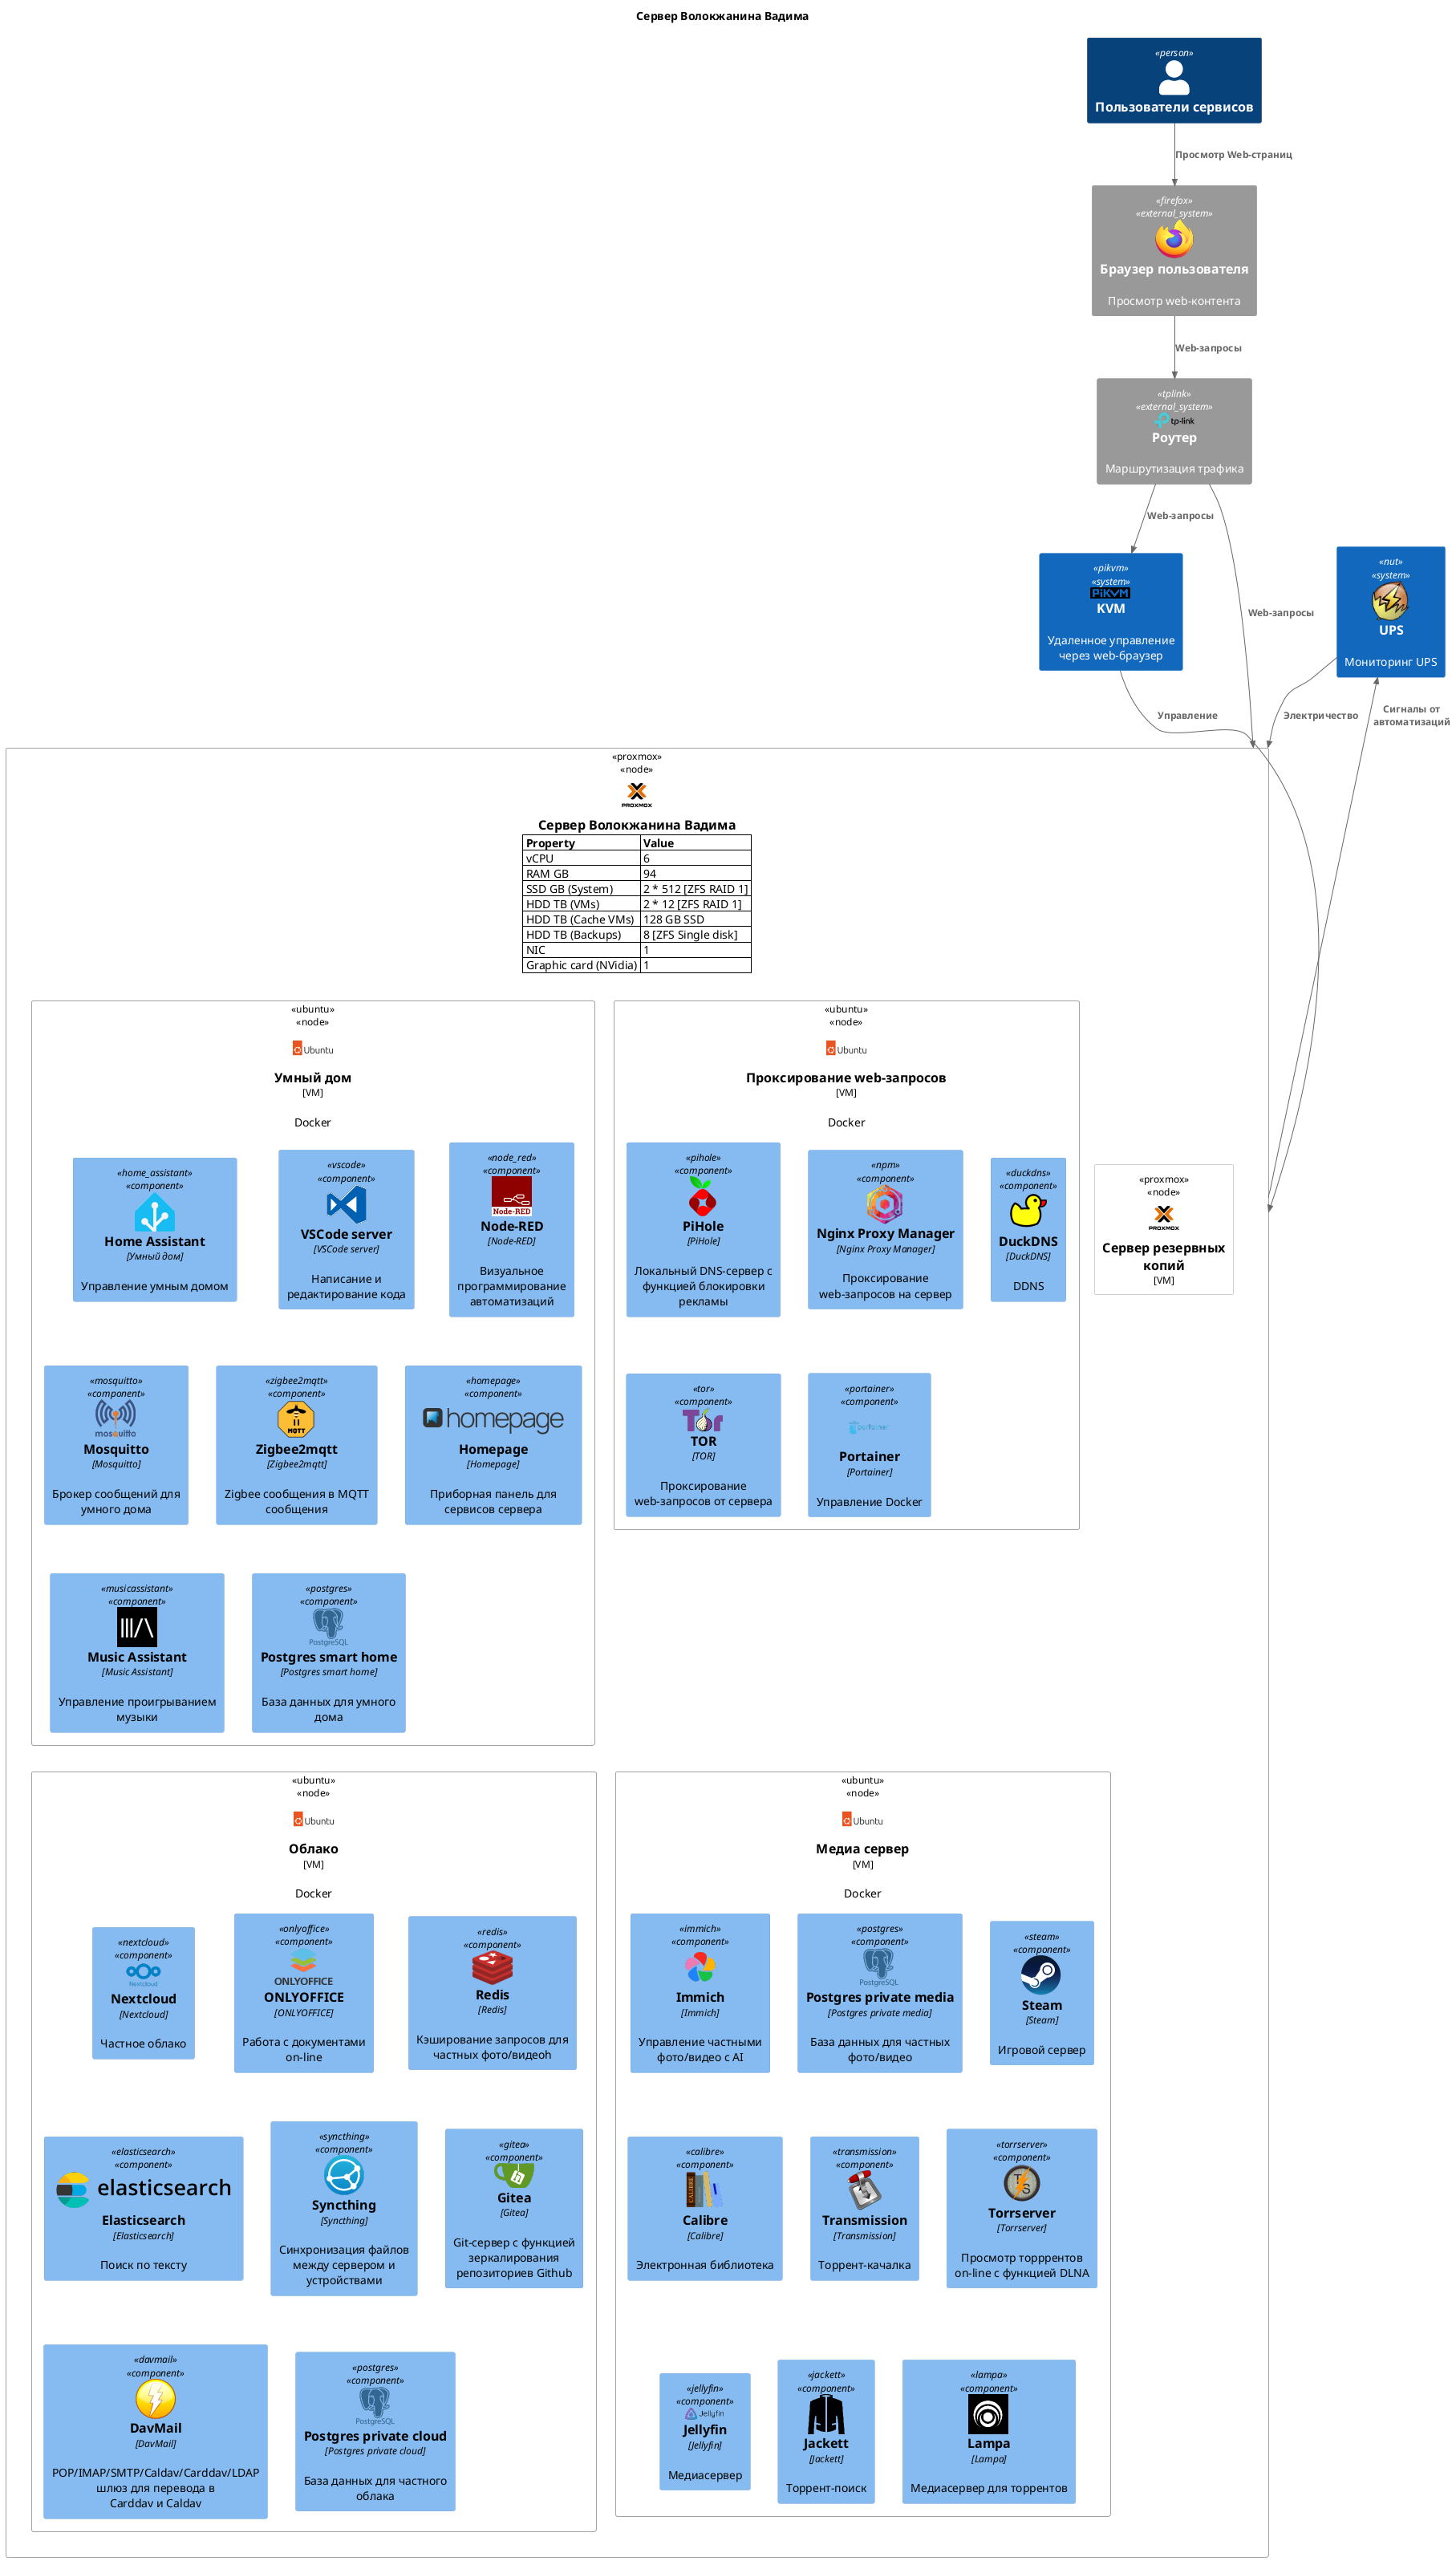 Сервер Волокжанина Вадима
«person»
Пользователи сервисов
Просмотр Web-страниц
«firefox»
«external_system»
Браузер пользователя
Просмотр web-контента
Web-запросы
«tplink»
«external_system»
tp-link
Роутер
Маршрутизация трафика
Web-запросы
Web-запросы
«pikvm»
«system»
PiKVM
KVM
Удаленное управление
через web-браузер
«nut»
«system»
UPS
Мониторинг UPS
Управление
Электричество
Сигналы от
автоматизаций
«proxmox»
«node»
PROXMOX
Сервер Волокжанина Вадима
Property Value
vCPU 6
RAM GB 94
SSD GB (System) 2 * 512 [ZFS RAID 1]
HDD TB (VMs) 2 * 12 [ZFS RAID 1]
HDD TB (Cache VMs) 128 GB SSD
HDD TB (Backups) 8 [ZFS Single disk]
NIC 1
Graphic card (NVidia) 1
«ubuntu»
«node»
Ubuntu
Умный дом
[VM]
Docker
«home_assistant»
«component»
Home Assistant
[Умный дом]
Управление умным домом
«vscode»
«component»
VSCode server
[VSCode server]
Написание и
редактирование кода
«node_red»
«component»
Node-RED
Node-RED
[Node-RED]
Визуальное
программирование
автоматизаций
«mosquitto»
«component»
mosquitto
Mosquitto
[Mosquitto]
Брокер сообщений для
умного дома
«zigbee2mqtt»
«component»
MQTT
Zigbee2mqtt
[Zigbee2mqtt]
Zigbee сообщения в MQTT
сообщения
«homepage»
«component»
homepage
Homepage
[Homepage]
Приборная панель для
сервисов сервера
«musicassistant»
«component»
Music Assistant
[Music Assistant]
Управление проигрыванием
музыки
«postgres»
«component»
PostgreSQL
Postgres smart home
[Postgres smart home]
База данных для умного
дома
«ubuntu»
«node»
Ubuntu
Проксирование web-запросов
[VM]
Docker
«pihole»
«component»
PiHole
[PiHole]
Локальный DNS-сервер с
функцией блокировки
рекламы
«npm»
«component»
Nginx Proxy Manager
[Nginx Proxy Manager]
Проксирование
web-запросов на сервер
«duckdns»
«component»
DuckDNS
[DuckDNS]
DDNS
«tor»
«component»
Tor
TOR
[TOR]
Проксирование
web-запросов от сервера
«portainer»
«component»
portainer
Portainer
[Portainer]
Управление Docker
«proxmox»
«node»
PROXMOX
Сервер резервных
копий
[VM]
«ubuntu»
«node»
Ubuntu
Облако
[VM]
Docker
«nextcloud»
«component»
Nextcloud
Nextcloud
[Nextcloud]
Частное облако
«onlyoffice»
«component»
ONLYOFFICE
ONLYOFFICE
[ONLYOFFICE]
Работа с документами
on-line
«redis»
«component»
Redis
[Redis]
Кэширование запросов для
частных фото/видеоh
«elasticsearch»
«component»
elasticsearch
Elasticsearch
[Elasticsearch]
Поиск по тексту
«syncthing»
«component»
Syncthing
[Syncthing]
Синхронизация файлов
между сервером и
устройствами
«gitea»
«component»
Gitea
[Gitea]
Git-сервер с функцией
зеркалирования
репозиториев Github
«davmail»
«component»
DavMail
[DavMail]
POP/IMAP/SMTP/Caldav/Carddav/LDAP
шлюз для перевода в
Carddav и Caldav
«postgres»
«component»
PostgreSQL
Postgres private cloud
[Postgres private cloud]
База данных для частного
облака
«ubuntu»
«node»
Ubuntu
Медиа сервер
[VM]
Docker
«immich»
«component»
Immich
[Immich]
Управление частными
фото/видео с AI
«postgres»
«component»
PostgreSQL
Postgres private media
[Postgres private media]
База данных для частных
фото/видео
«steam»
«component»
Steam
[Steam]
Игровой сервер
«calibre»
«component»
CALIBRE
Calibre
[Calibre]
Электронная библиотека
«transmission»
«component»
Transmission
[Transmission]
Торрент-качалка
«torrserver»
«component»
TS
Torrserver
[Torrserver]
Просмотр торррентов
on-line с функцией DLNA
«jellyfin»
«component»
Jellyfin
Jellyfin
[Jellyfin]
Медиасервер
«jackett»
«component»
Jackett
[Jackett]
Торрент-поиск
«lampa»
«component»
Lampa
[Lampa]
Медиасервер для торрентов